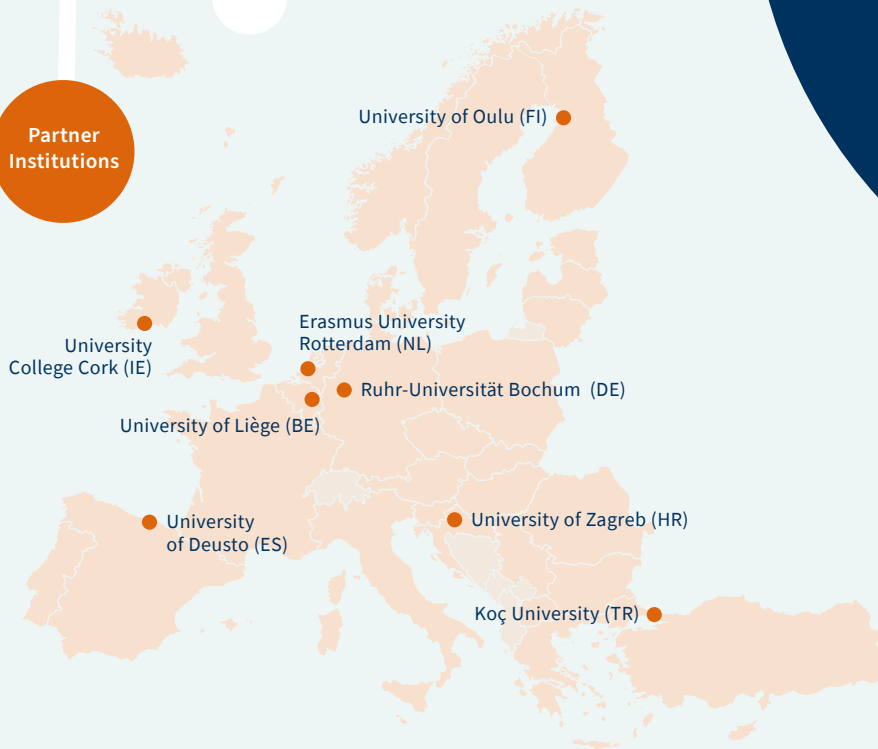 Partner
Institutions
University of Oulu (FI)
University
College Cork (IE)
Erasmus University
Rotterdam (NL)
Ruhr-Universität Bochum (DE)
University of Liège (BE)
University
of Deusto (ES)
University of Zagreb (HR)
Koç University (TR)